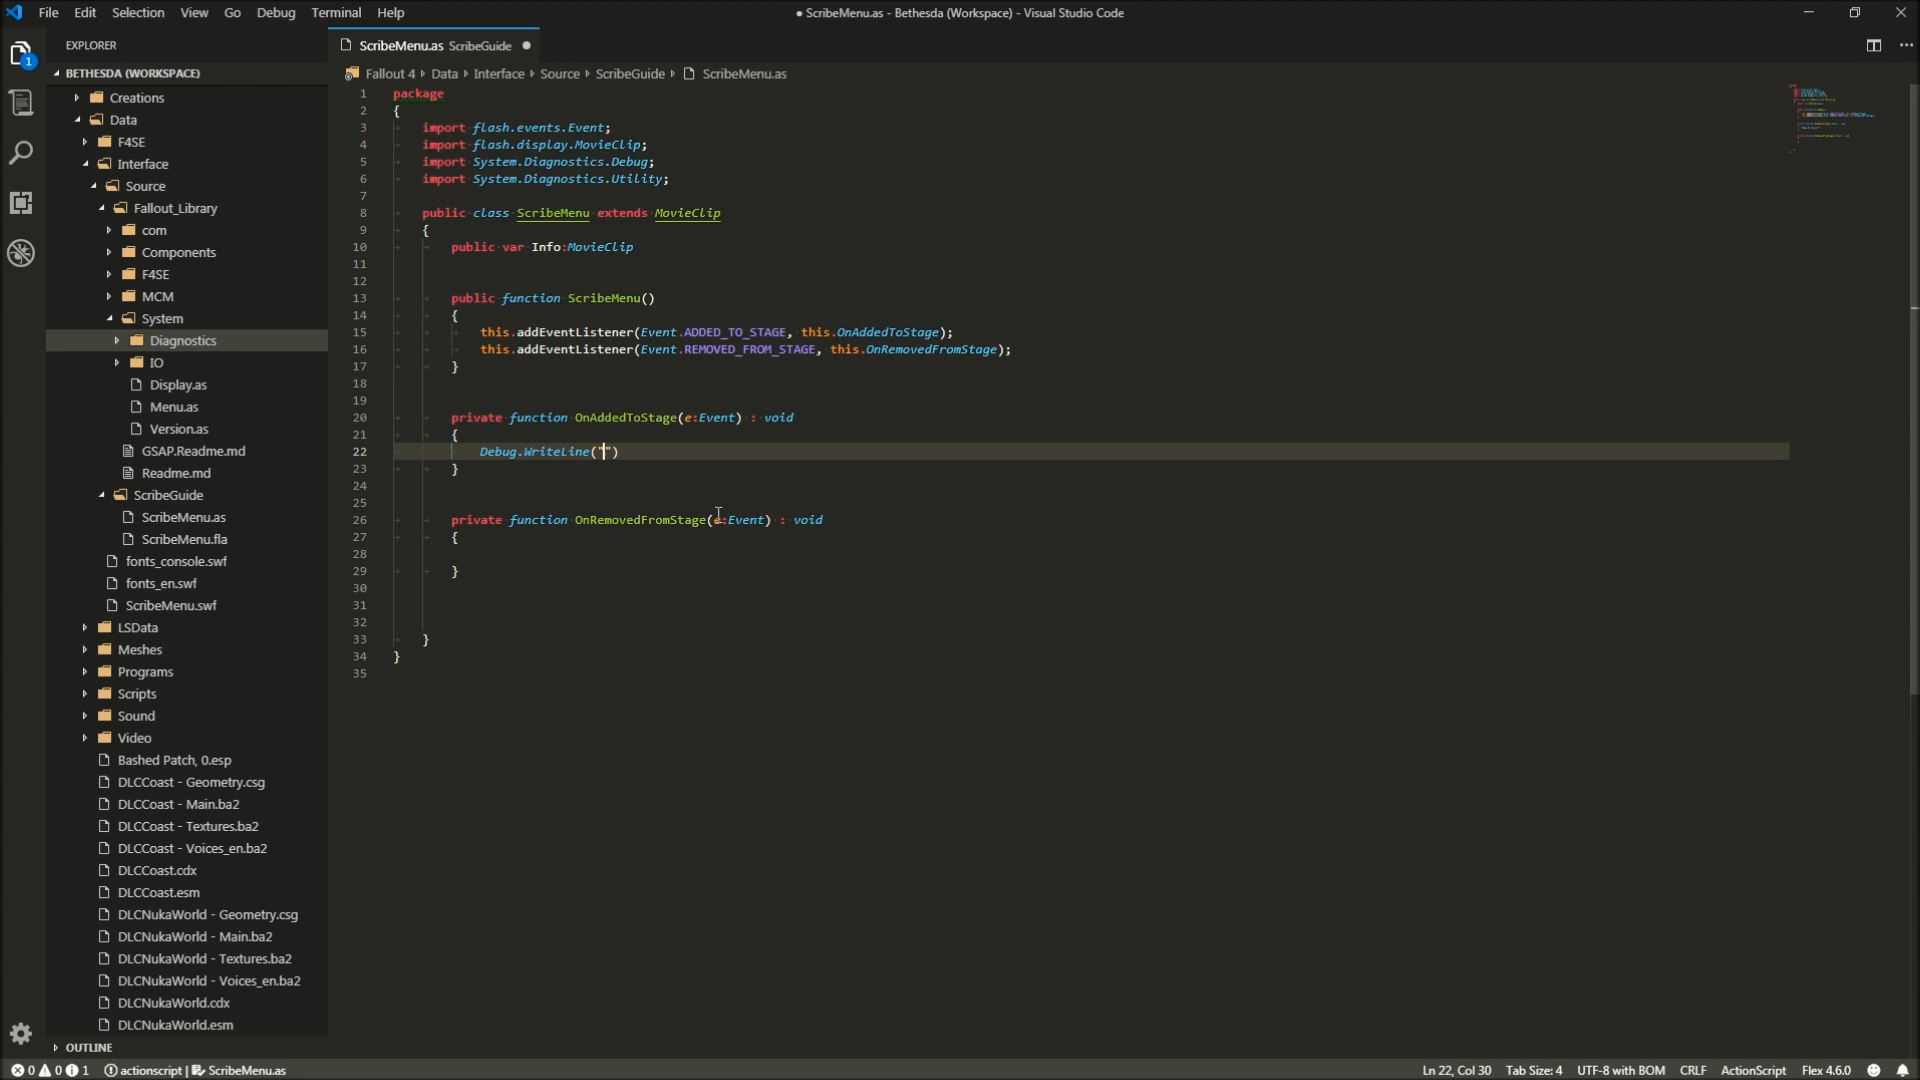 File Edit Selection View Go Debug Terminal Help
● ScribeMenu.as - Bethesda (Workspace) - Visual Studio Code
EXPLORER
ScribeMenu.as ScribeGuide
1
BETHESDA (WORKSPACE)
Creations
Data
F4SE
Interface
Source
Fallout_Library
com
Components
F4SE
MCM
System
Diagnostics
IO
Display.as
Menu.as
Version.as
GSAP.Readme.md
Readme.md
ScribeGuide
ScribeMenu.as
ScribeMenu.fla
fonts_console.swf
fonts_en.swf
ScribeMenu.swf
LSData
Meshes
Programs
Scripts
Sound
Video
Bashed Patch, 0.esp
DLCCoast - Geometry.csg
DLCCoast - Main.ba2
DLCCoast - Textures.ba2
DLCCoast - Voices_en.ba2
DLCCoast.cdx
DLCCoast.esm
DLCNukaWorld - Geometry.csg
DLCNukaWorld - Main.ba2
DLCNukaWorld - Textures.ba2
DLCNukaWorld - Voices_en.ba2
DLCNukaWorld.cdx
DLCNukaWorld.esm
OUTLINE
Fallout 4 Data Interface Source ScribeGuide ScribeMenu.as
1 package
2 {
3 import flash.events.Event;
4 import flash.display.MovieClip;
5 import System.Diagnostics.Debug;
6 import System.Diagnostics.Utility;
7
8 public class ScribeMenu extends MovieClip
9 {
10 public var Info:MovieClip
11
12
13 public function ScribeMenu()
14 {
15 this.addEventListener(Event.ADDED_TO_STAGE, this.OnAddedToStage);
16 this.addEventListener(Event.REMOVED_FROM_STAGE, this.OnRemovedFromStage);
17 }
18
19
20 private function OnAddedToStage(e:Event) : void
21 {
22 Debug.WriteLine("")
23 }
24
25
26 private function OnRemovedFromStage(e:Event) : void
27 {
28
29 }
30
31
32
33 }
34 }
35
0 0 1 actionscript | ScribeMenu.as
Ln 22, Col 30 Tab Size: 4 UTF-8 with BOM CRLF ActionScript Flex 4.6.0